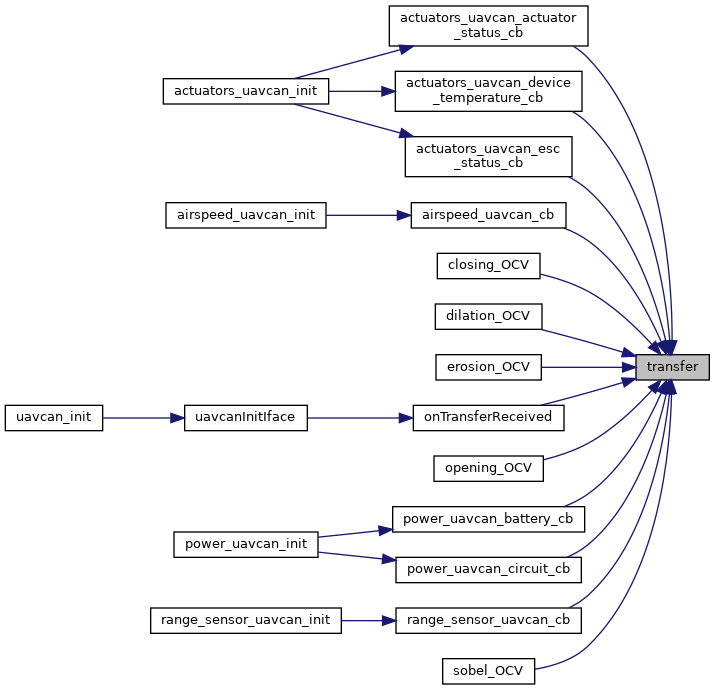 actuators_uavcan_actuator
_status_cb
actuators_uavcan_init
actuators_uavcan_device
_temperature_cb
actuators_uavcan_esc
_status_cb
airspeed_uavcan_init
airspeed_uavcan_cb
closing_OCV
dilation_OCV
erosion_OCV
transfer
uavcan_init
uavcanInitIface
onTransferReceived
opening_OCV
power_uavcan_battery_cb
power_uavcan_init
power_uavcan_circuit_cb
range_sensor_uavcan_init
range_sensor_uavcan_cb
sobel_OCV